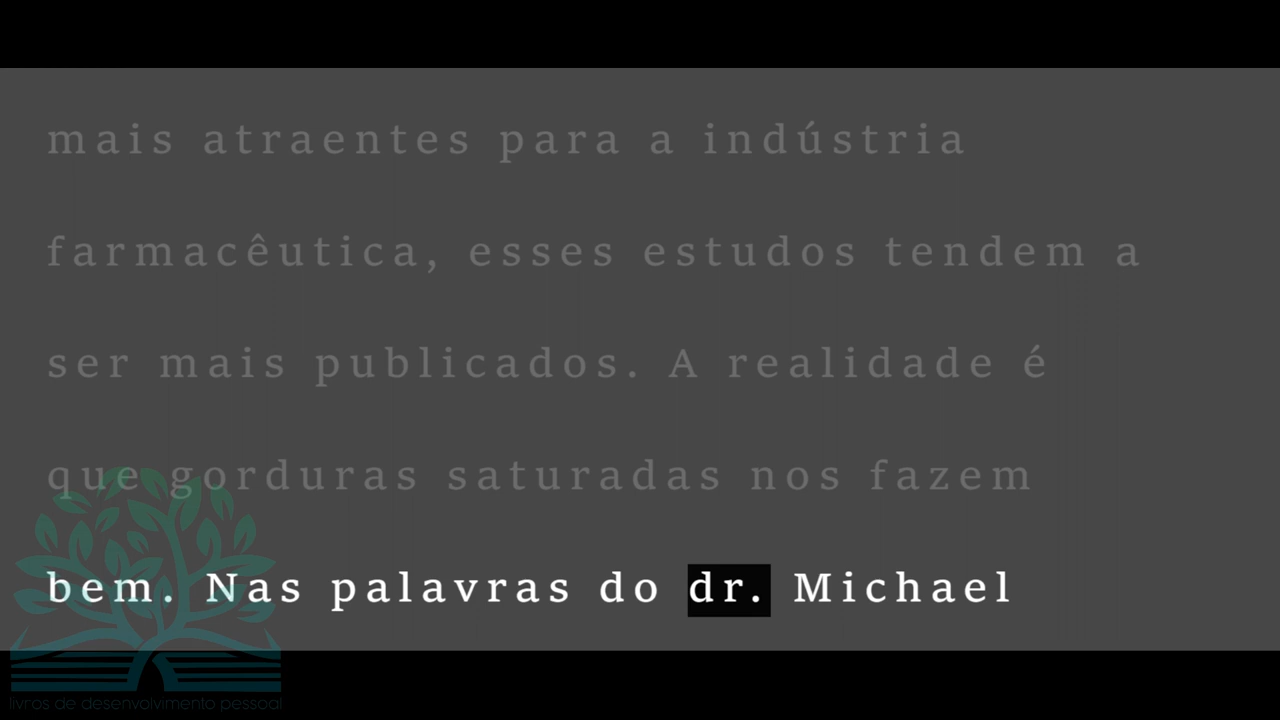 mais atraentes para a indústria
farmacêutica, esses estudos tendem a
ser mais publicados. A realidade é
que gorduras saturadas nos fazem
bem. Nas palavras do dr. Michael
livros de desenvolvimento pessoal